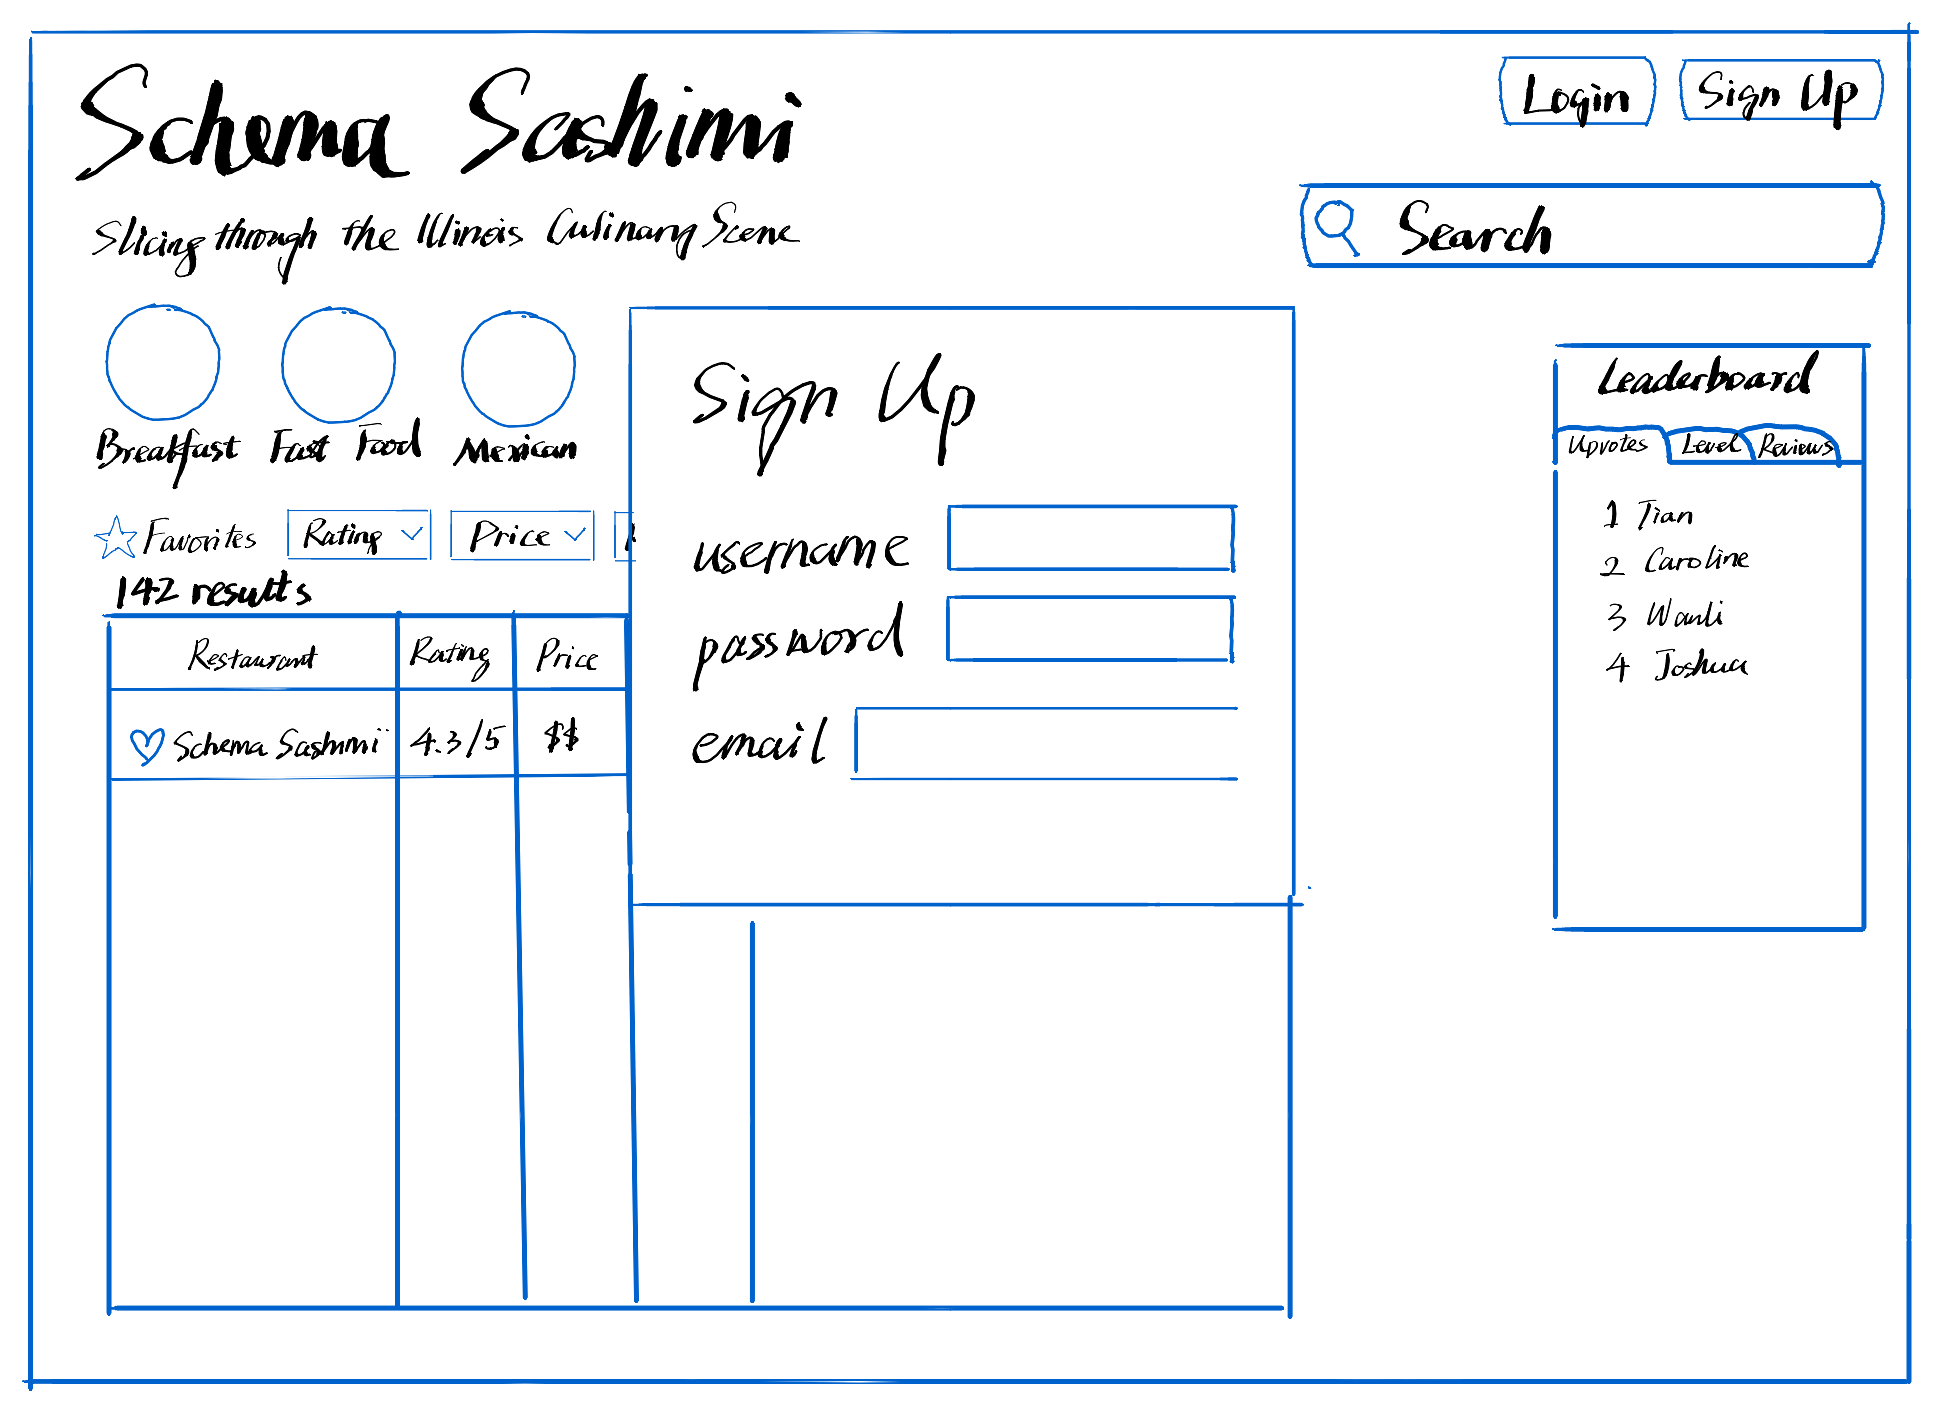 Schema Sashimi
Login
Sign Up
Slicing through the Illinois Culinary Scene
Search
Breakfast
Fast Food
Mexican
Favorites
Rating
Price
142 results
Restaurant
Rating
Price
Schema Sashimi
4.3/5
$$
Sign Up
username
password
email
Leaderboard
Upvotes
Level
Reviews
1 Tian
2 Caroline
3 Wanli
4 Joshua